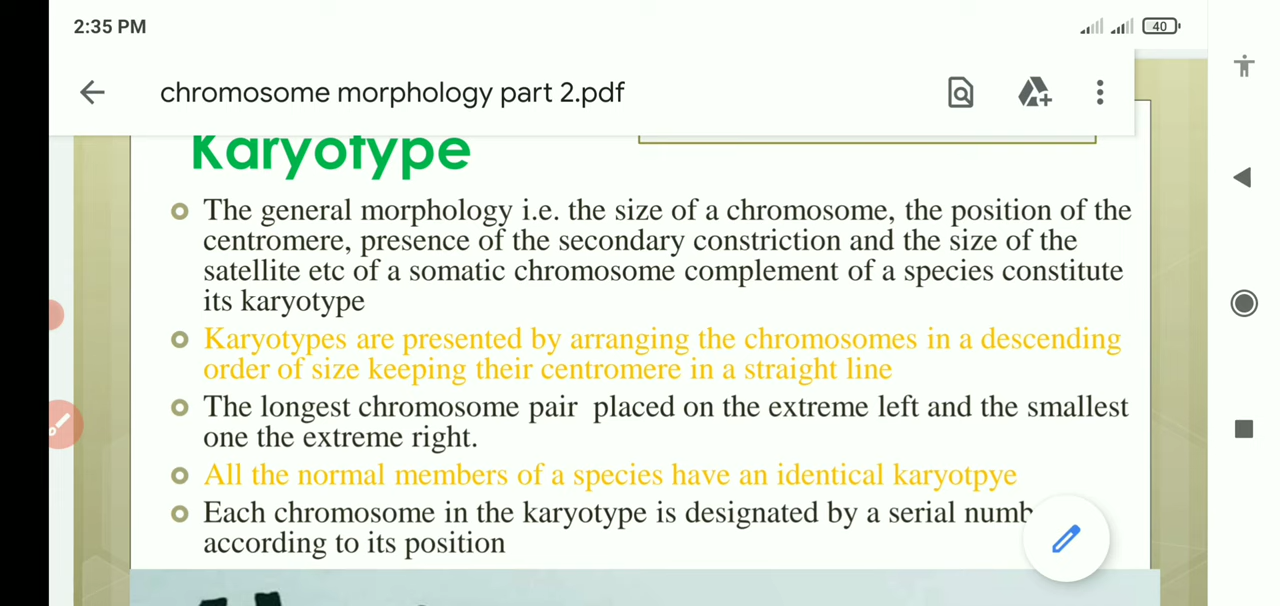 2:35 PM
40
chromosome morphology part 2.pdf
Karyotype
The general morphology i.e. the size of a chromosome, the position of the
centromere, presence of the secondary constriction and the size of the
satellite etc of a somatic chromosome complement of a species constitute
its karyotype
Karyotypes are presented by arranging the chromosomes in a descending
order of size keeping their centromere in a straight line
The longest chromosome pair placed on the extreme left and the smallest
one the extreme right.
All the normal members of a species have an identical karyotpye
Each chromosome in the karyotype is designated by a serial numb
according to its position